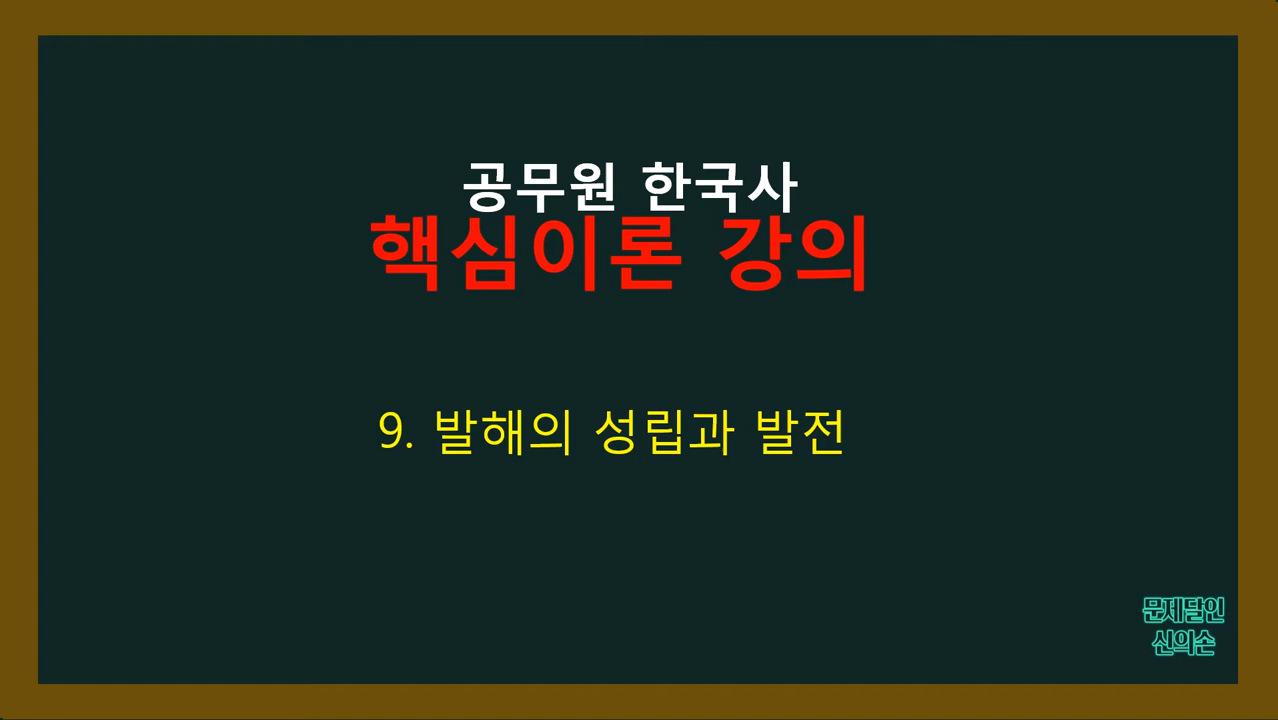 공무원 한국사
핵심이론 강의
9. 발해의 성립과 발전
문제달인
신의손